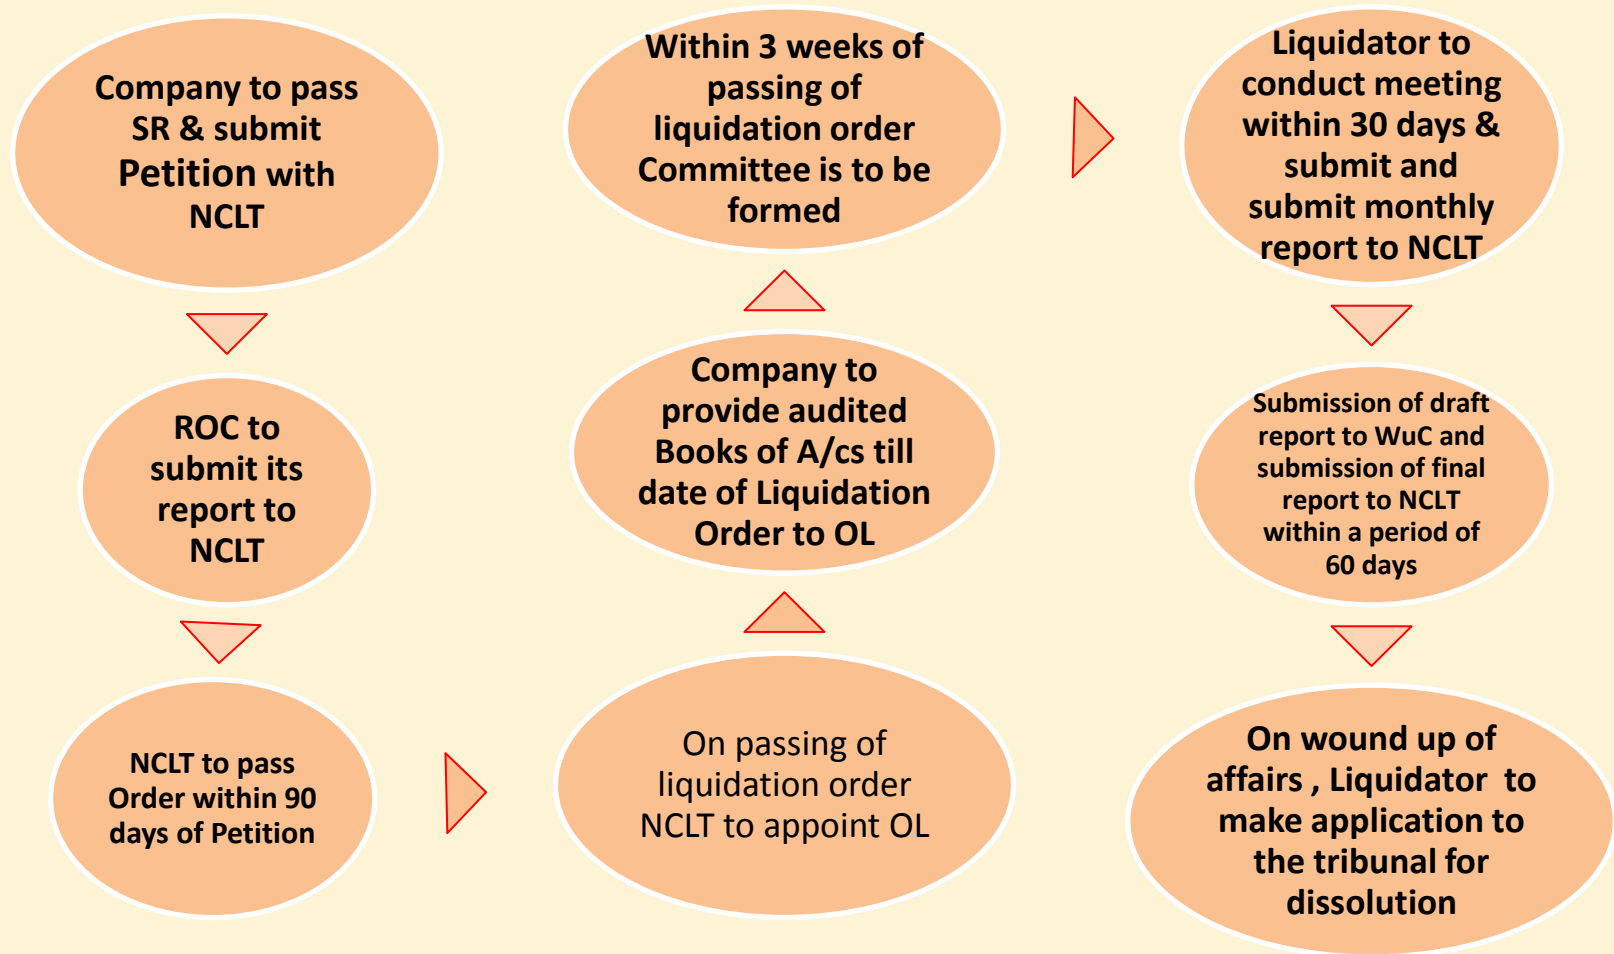 Company to pass
SR & submit
Petition with
NCLT
ROC to
submit its
report to
NCLT
NCLT to pass
Order within 90
days of Petition
On passing of
liquidation order
NCLT to appoint OL
Company to
provide audited
Books of A/cs till
date of Liquidation
Order to OL
Within 3 weeks of
passing of
liquidation order
Committee is to be
formed
Liquidator to
conduct meeting
within 30 days &
submit and
submit monthly
report to NCLT
Submission of draft
report to WuC and
submission of final
report to NCLT
within a period of
60 days
On wound up of
affairs , Liquidator to
make application to
the tribunal for
dissolution